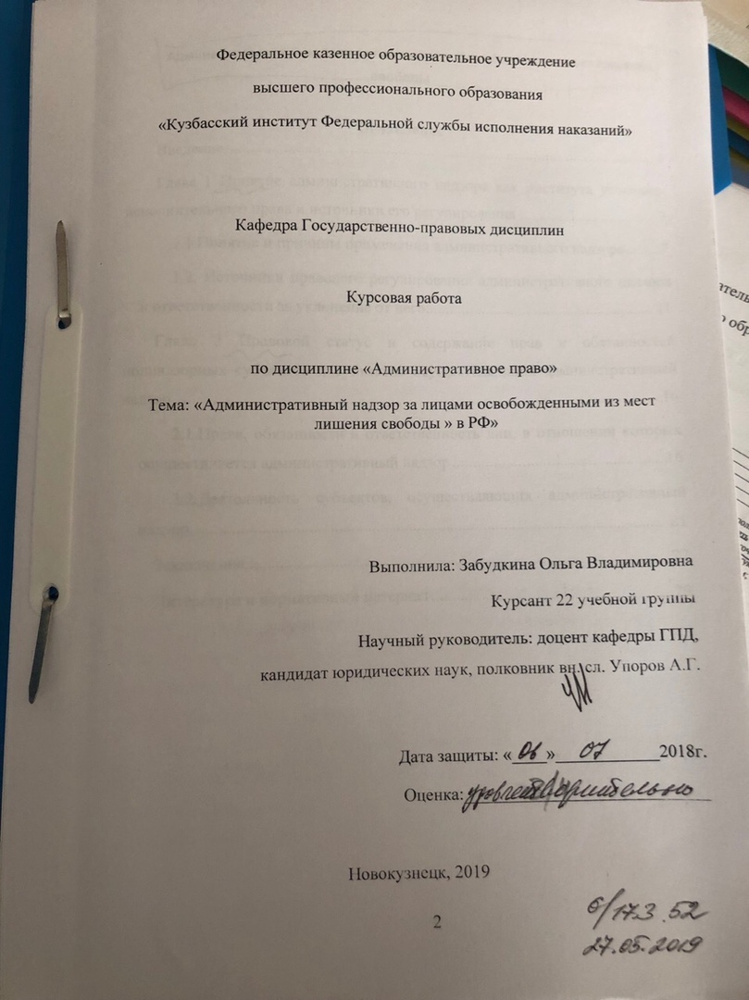 Федеральное казенное образовательное учреждение
высшего профессионального образования
«Кузбасский институт Федеральной службы исполнения наказаний»
Кафедра Государственно-правовых дисциплин
Курсовая работа
по дисциплине «Административное право»
Тема: «Административный надзор за лицами освобожденными из мест
лишения свободы » в РФ»
Выполнила: Забудкина Ольга Владимировна
Курсант 22 учебной группы
Научный руководитель: доцент кафедры ГПД,
кандидат юридических наук, полковник вн.сл. Упоров А.Г.
Дата защиты: «06» 07 2018г.
Оценка: удовлетворительно
Новокузнецк, 2019
2
6/173.52
27.05.2019